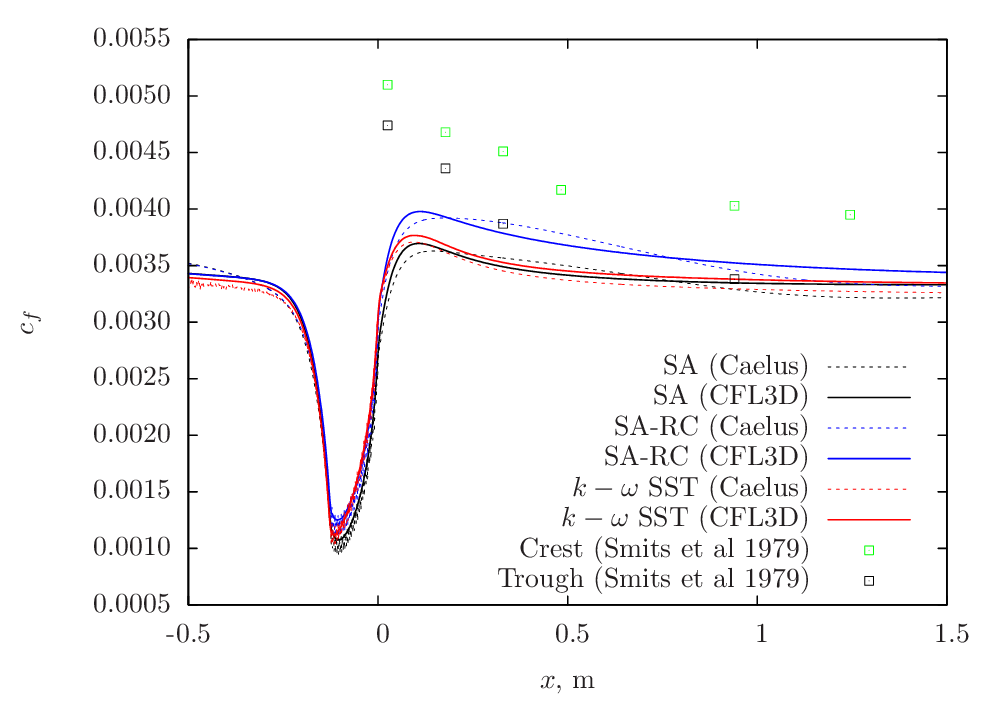 0.0055
0.0050
0.0045
0.0040
0.0035
0.0030
0.0025
0.0020
0.0015
0.0010
0.0005
c_f
SA (Caelus)
SA (CFL3D)
SA-RC (Caelus)
SA-RC (CFL3D)
k − ω SST (Caelus)
k − ω SST (CFL3D)
Crest (Smits et al 1979)
Trough (Smits et al 1979)
-0.5 0 0.5 1 1.5
x, m